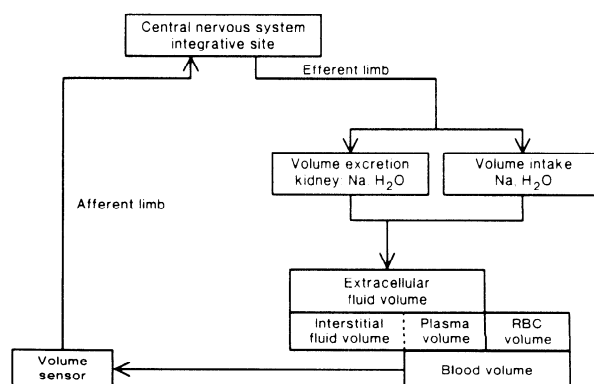 Central nervous system
integrative site
Efferent limb
Volume excretion
kidney: Na. H₂O
Volume intake
Na. H₂O
Afferent limb
Extracellular
fluid volume
Interstitial
fluid volume
Plasma
volume
RBC
volume
Volume
sensor
Blood volume